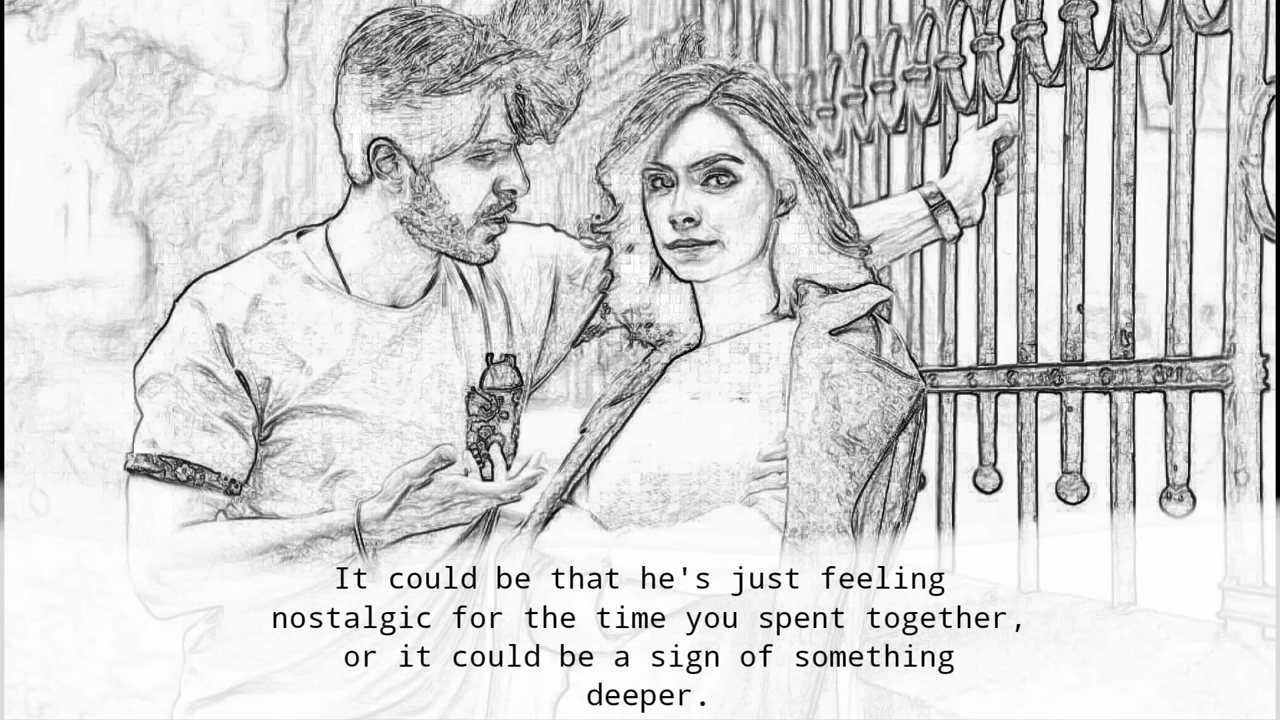 It could be that he's just feeling
nostalgic for the time you spent together,
or it could be a sign of something
deeper.